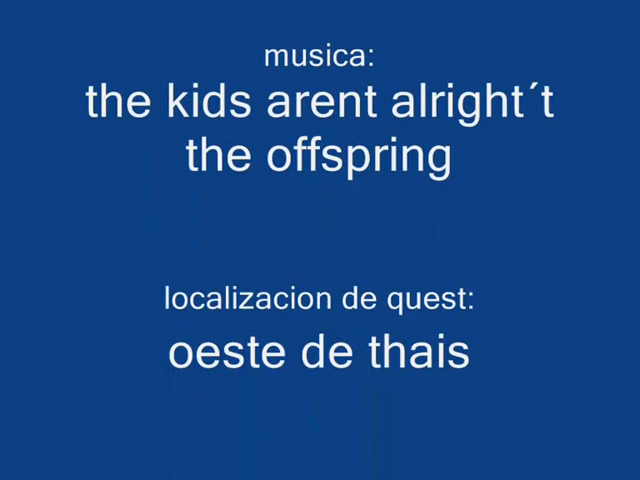 musica:
the kids arent alright´t
the offspring
localizacion de quest:
oeste de thais